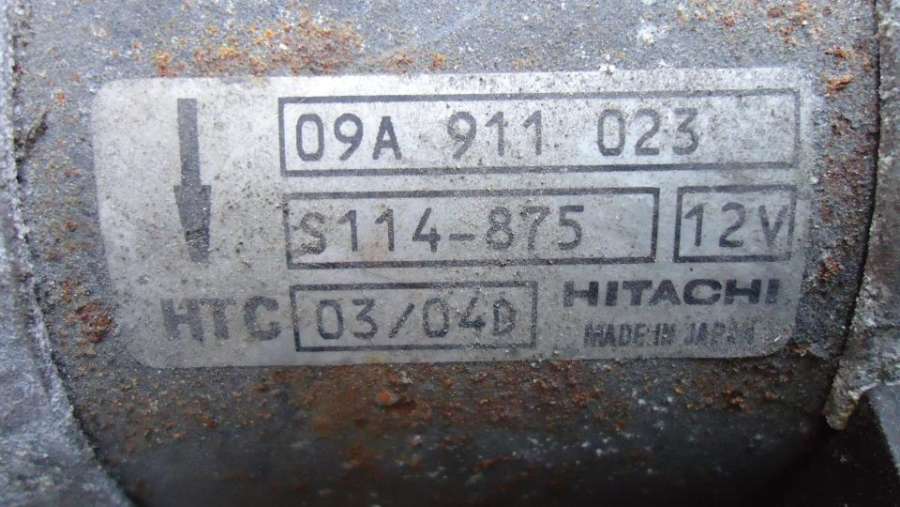 09A 911 023
S114-875 12V
HTC 03/04D HITACHI
MADE IN JAPAN